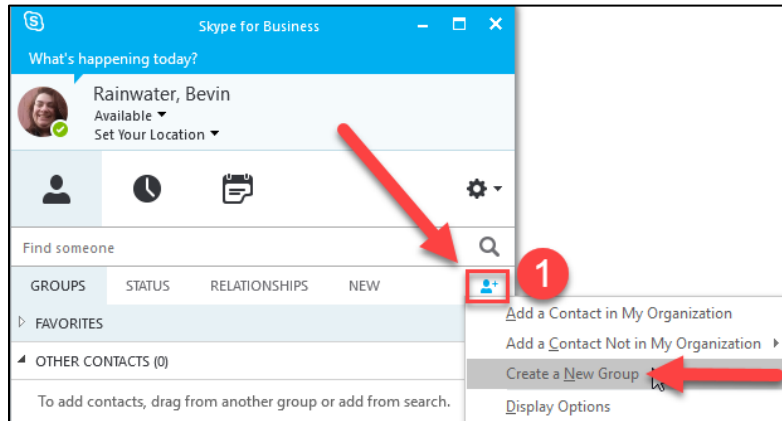 Skype for Business
What's happening today?
Rainwater, Bevin
Available
Set Your Location
Find someone
GROUPS STATUS RELATIONSHIPS NEW
1
FAVORITES
OTHER CONTACTS (0)
To add contacts, drag from another group or add from search.
Add a Contact in My Organization
Add a Contact Not in My Organization
Create a New Group
Display Options